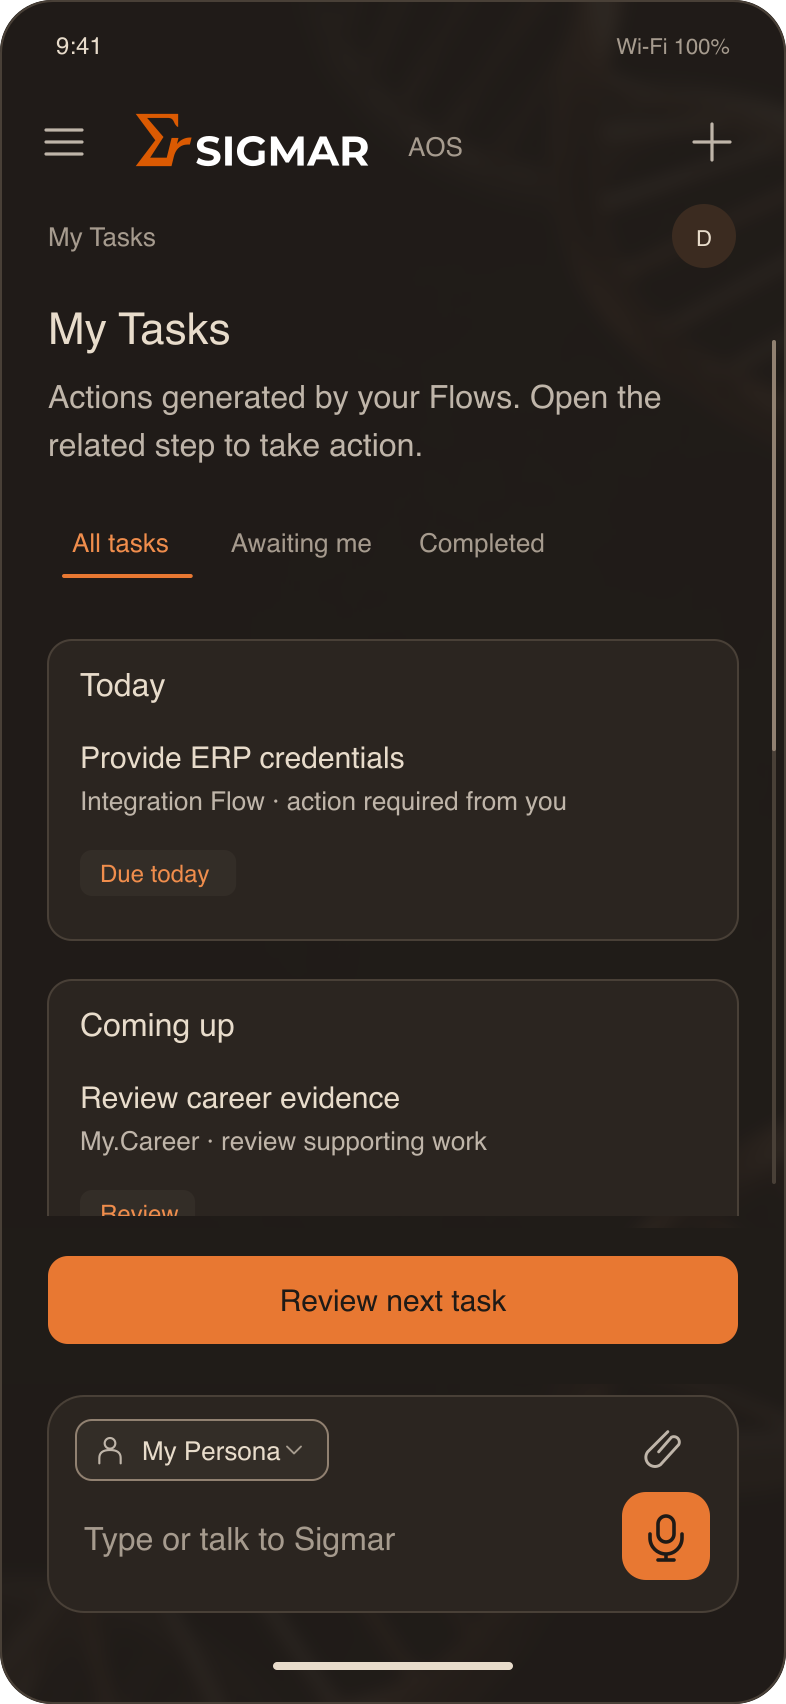 9:41
Wi-Fi 100%
Σr SIGMAR AOS
My Tasks
D
My Tasks
Actions generated by your Flows. Open the
related step to take action.
All tasks
Awaiting me
Completed
Today
Provide ERP credentials
Integration Flow · action required from you
Due today
Coming up
Review career evidence
My.Career · review supporting work
Review
Review next task
My Persona
Type or talk to Sigmar